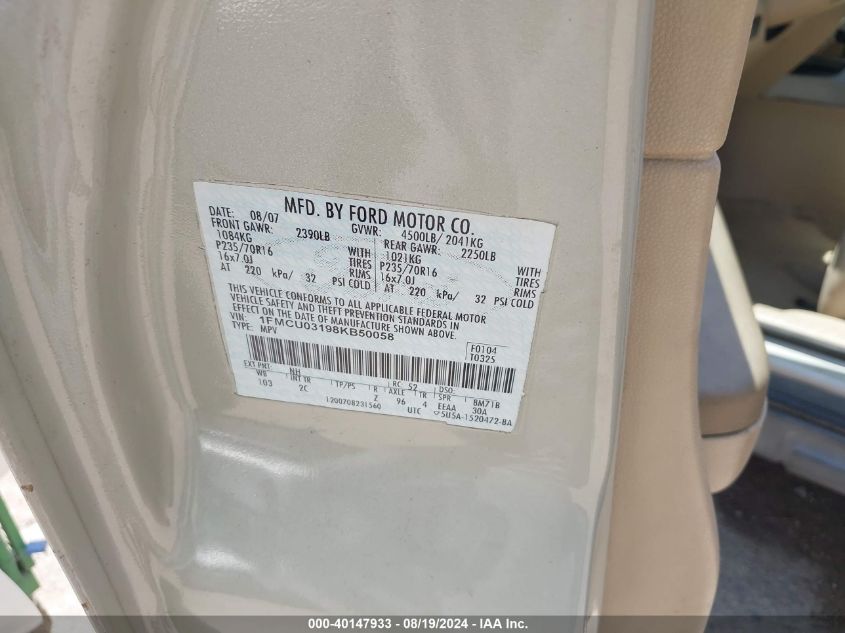 MFD. BY FORD MOTOR CO.
DATE: 08/07 GVWR: 4500LB/ 2041KG
FRONT GAWR: 2390LB REAR GAWR: 2250LB
1084KG WITH 1021KG WITH
P235/70R16 TIRES P235/70R16 TIRES
16x7.0J RIMS 16x7.0J RIMS
AT 220 kPa/ 32 PSI COLD AT 220 kPa/ 32 PSI COLD
THIS VEHICLE CONFORMS TO ALL APPLICABLE FEDERAL MOTOR
VEHICLE SAFETY AND THEFT PREVENTION STANDARDS IN
EFFECT ON THE DATE OF MANUFACTURE SHOWN ABOVE.
VIN: 1FMCU03198KB50058
TYPE: MPV
F0104
T0325
EXT PNT: NH RC: 52 DSO:
WB INT TR TP/PS R AXLE TR SPR 8M71B
103 2C Z 96 4 EEAA 30A
1200708231560 UTC 5U5A-1520472-BA
000-40147933 - 08/19/2024 - IAA Inc.